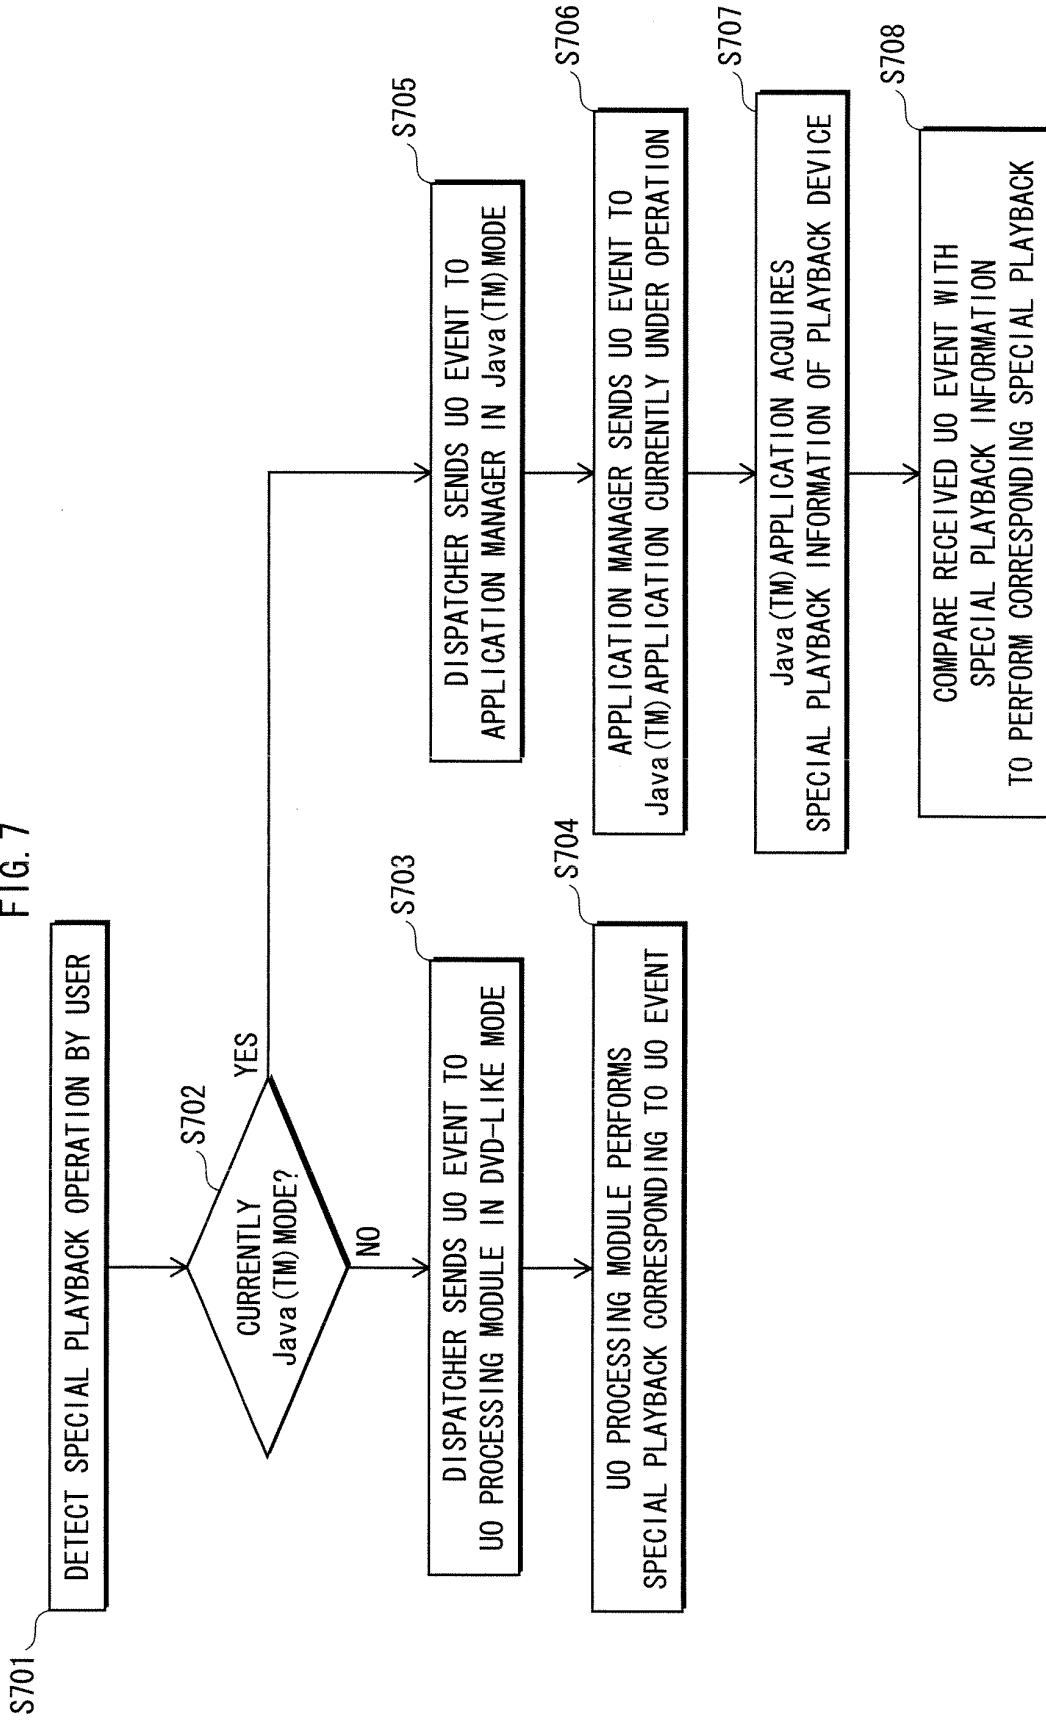 FIG. 7
S701
DETECT SPECIAL PLAYBACK OPERATION BY USER
S702
CURRENTLY
Java(TM)MODE?
YES
NO
S703
DISPATCHER SENDS UO EVENT TO
UO PROCESSING MODULE IN DVD-LIKE MODE
S704
UO PROCESSING MODULE PERFORMS
SPECIAL PLAYBACK CORRESPONDING TO UO EVENT
S705
DISPATCHER SENDS UO EVENT TO
APPLICATION MANAGER IN Java(TM)MODE
S706
APPLICATION MANAGER SENDS UO EVENT TO
Java(TM)APPLICATION CURRENTLY UNDER OPERATION
S707
Java(TM)APPLICATION ACQUIRES
SPECIAL PLAYBACK INFORMATION OF PLAYBACK DEVICE
S708
COMPARE RECEIVED UO EVENT WITH
SPECIAL PLAYBACK INFORMATION
TO PERFORM CORRESPONDING SPECIAL PLAYBACK